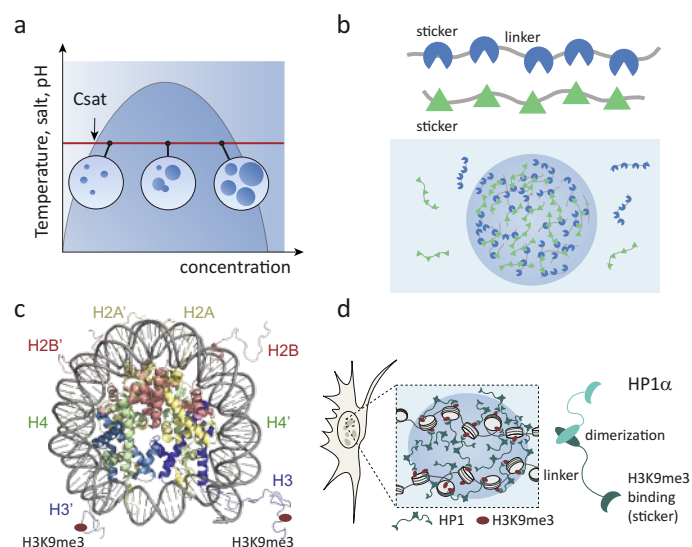 a
Temperature, salt, pH
Csat
concentration
b
sticker
linker
sticker
c
H2A'
H2A
H2B'
H2B
H4
H4'
H3'
H3
H3K9me3
H3K9me3
d
HP1α
dimerization
linker
H3K9me3
binding
(sticker)
HP1
H3K9me3